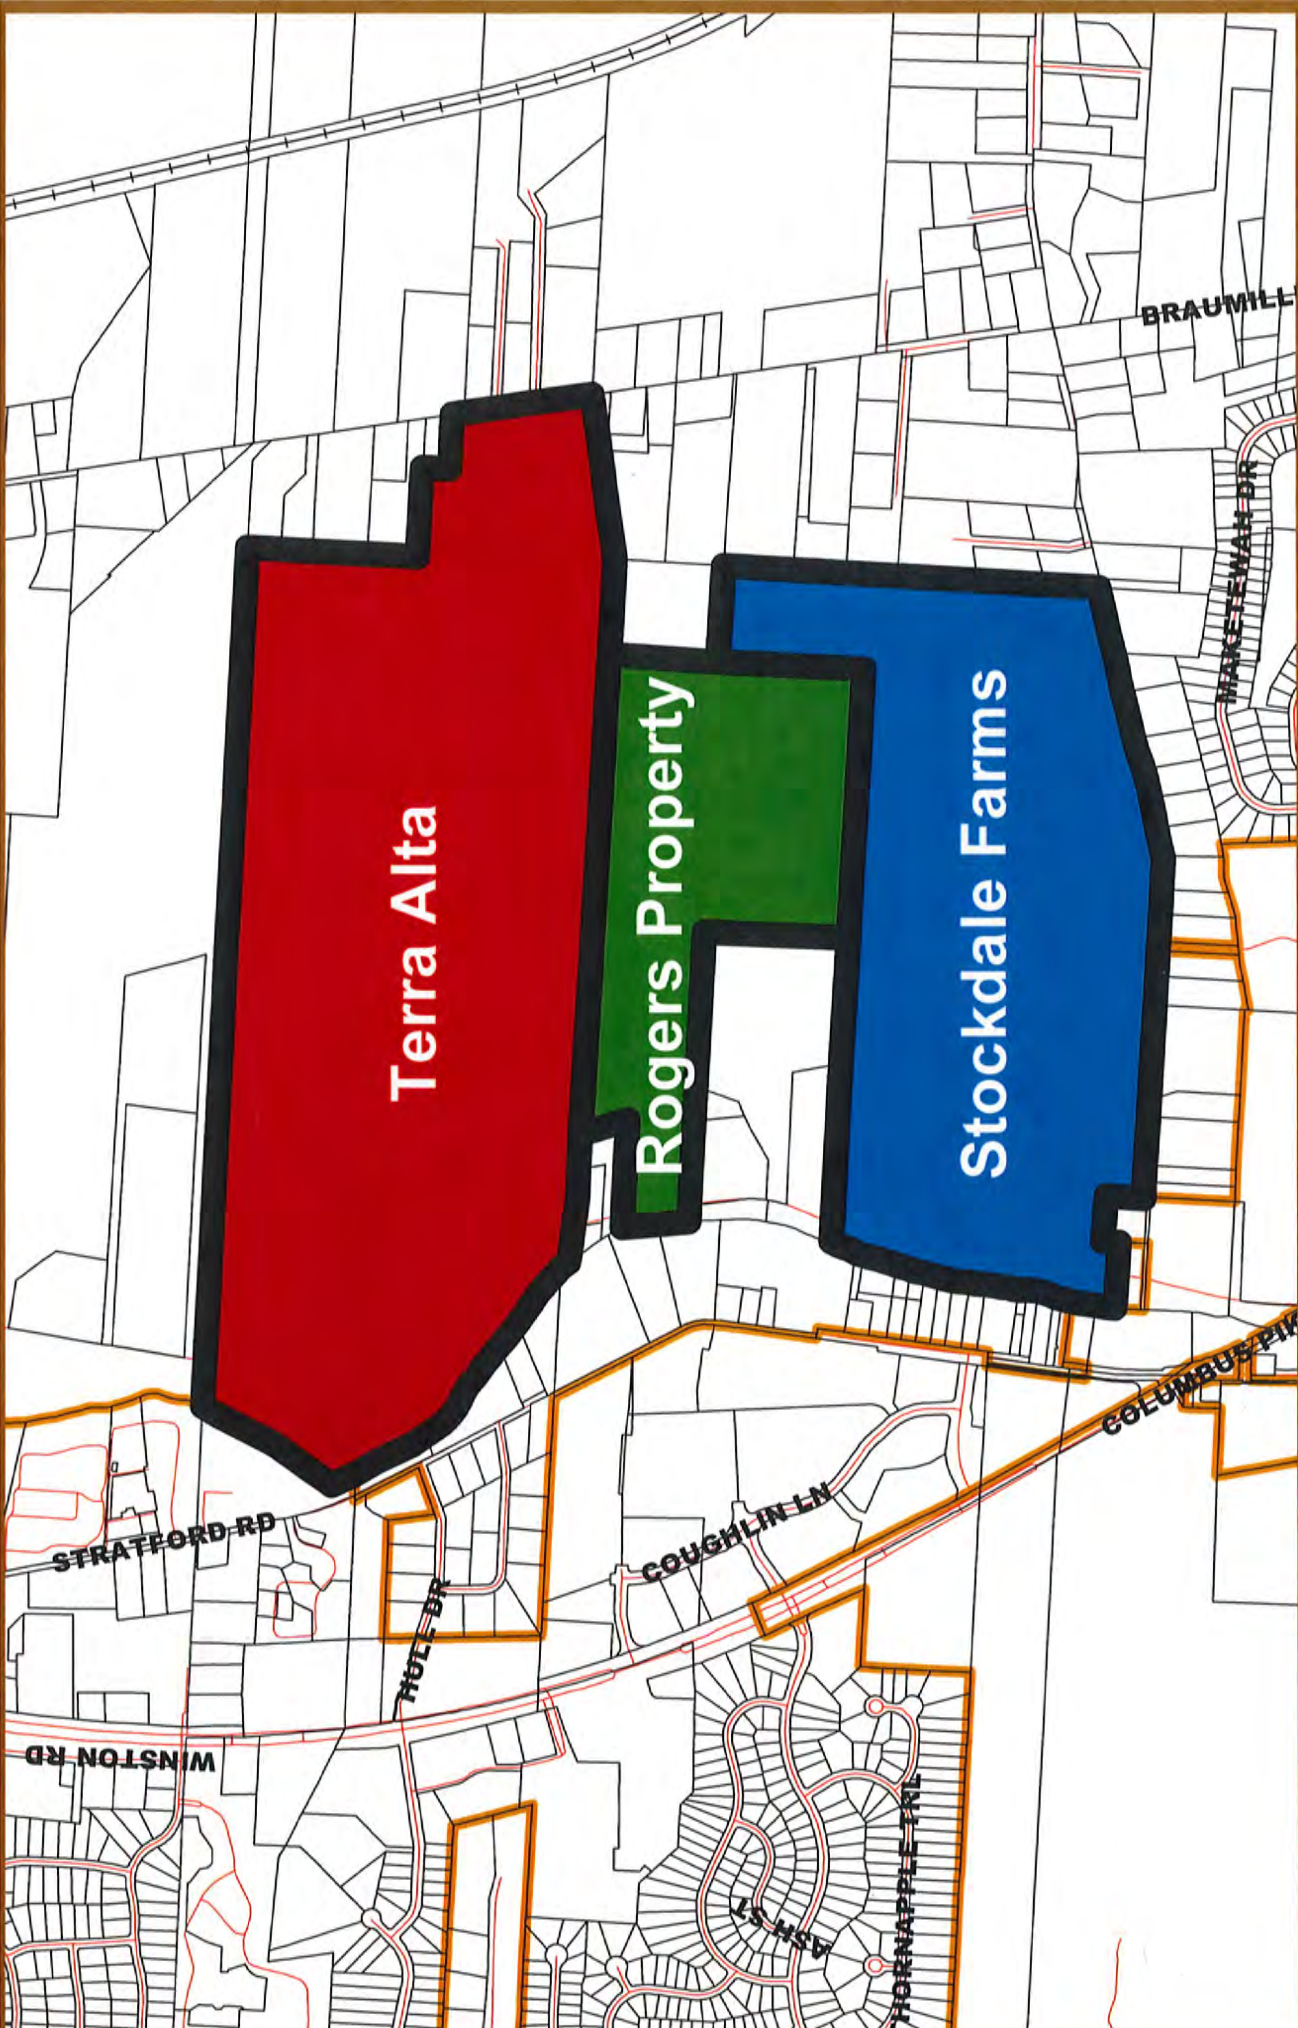 BRAUMILL
MAKETEWAH DR
Terra Alta
Rogers Property
Stockdale Farms
COLUMBUS PIK
STRATFORD RD
COUGHLIN LN
HULL DR
WINSTON RD
ASH ST
HORNAPPLE TRL